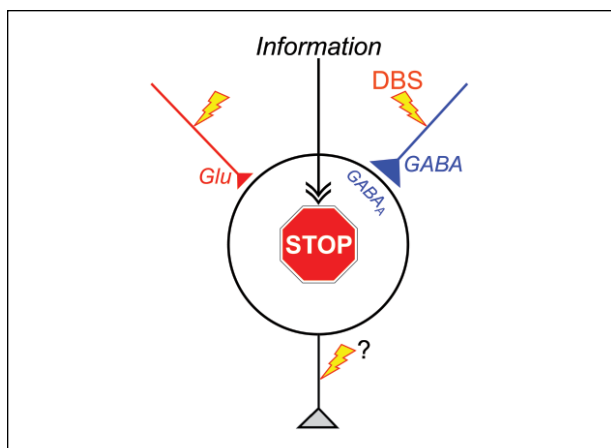 Information
DBS
Glu
GABA
GABAA
STOP
?